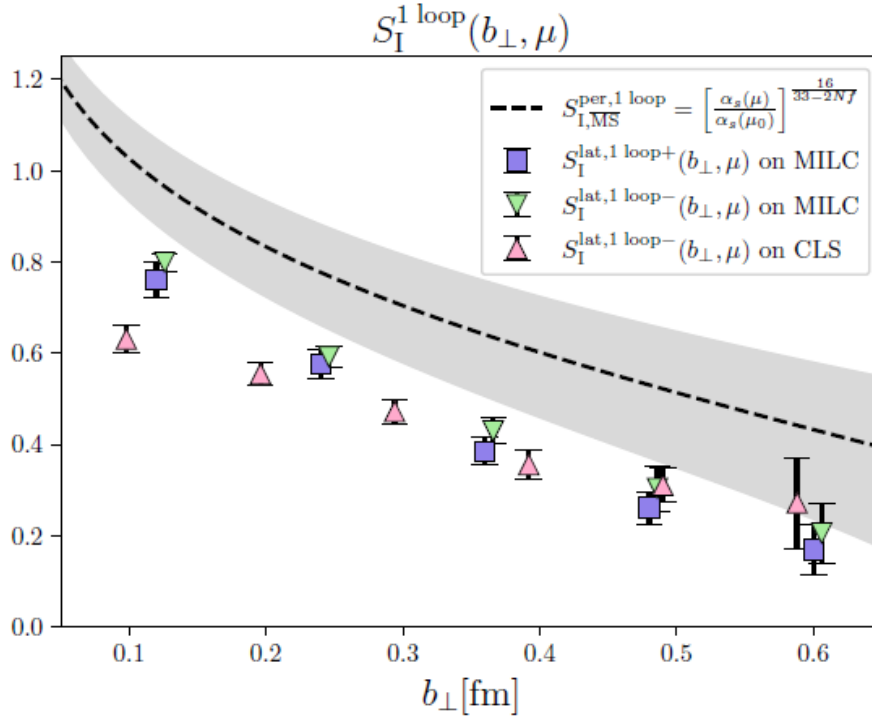 S_I^{1 loop}(b_⊥, μ)
S_{I,\overline{MS}}^{per,1 loop} = [α_s(μ)/α_s(μ_0)]^{16/(33−2Nf)}
S_I^{lat,1 loop+}(b_⊥, μ) on MILC
S_I^{lat,1 loop−}(b_⊥, μ) on MILC
S_I^{lat,1 loop−}(b_⊥, μ) on CLS
1.2
1.0
0.8
0.6
0.4
0.2
0.0
0.1 0.2 0.3 0.4 0.5 0.6
b_⊥[fm]